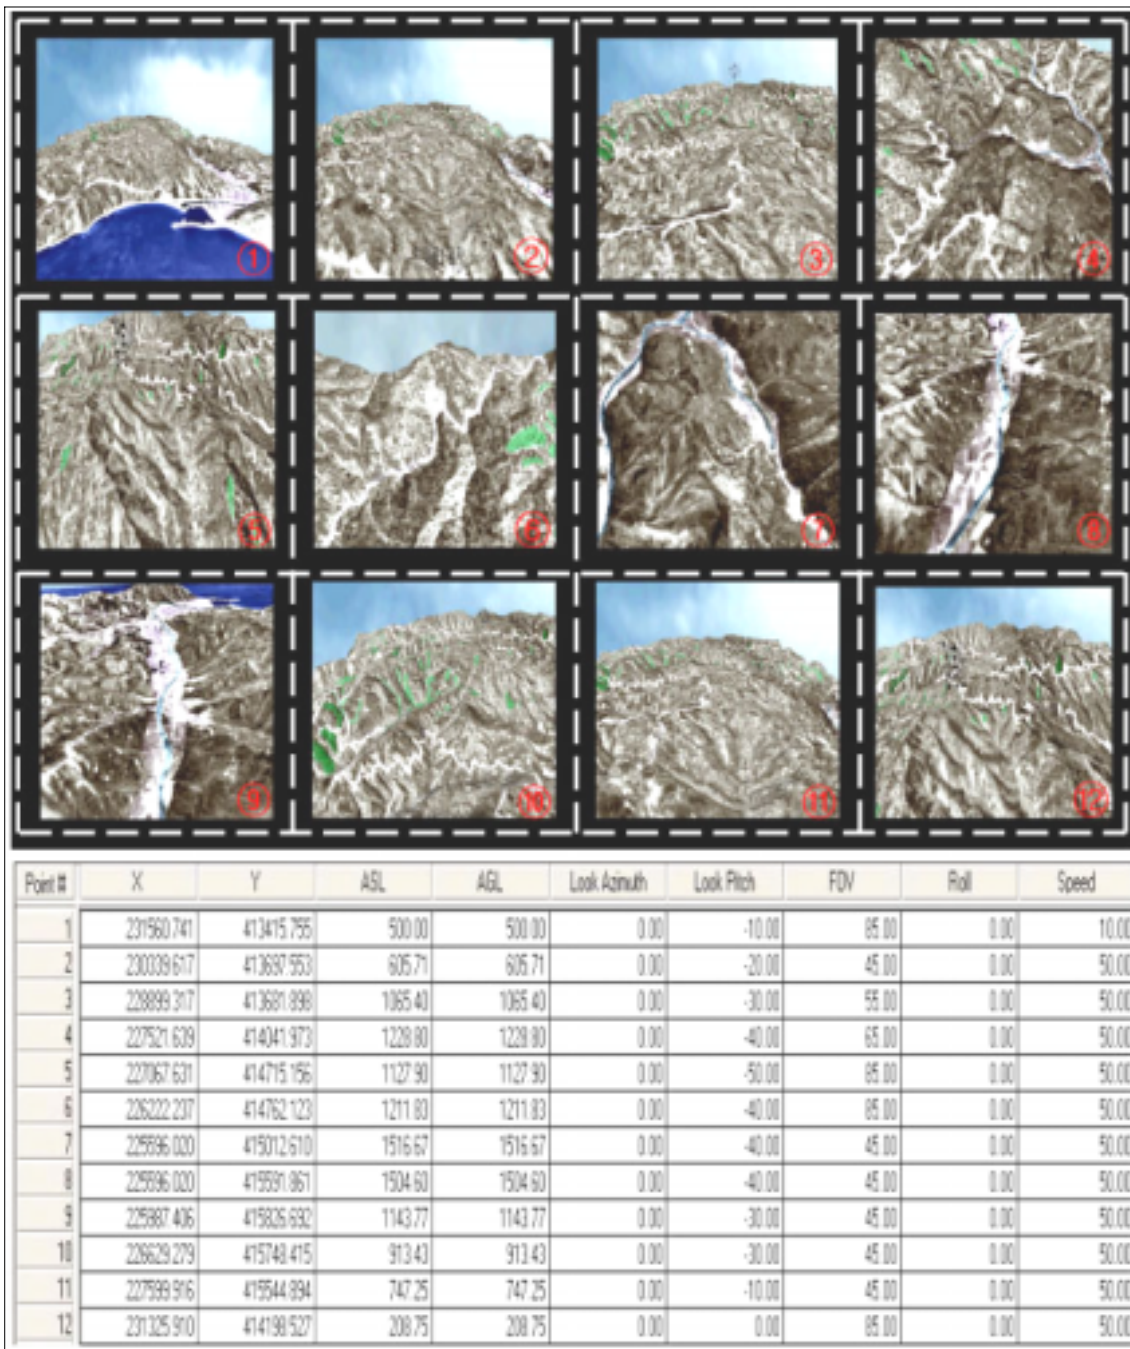 ①
②
③
④
⑤
⑥
⑦
⑧
⑨
⑩
⑪
⑫
Point # X Y ASL AGL Look Azimuth Look Pitch FOV Roll Speed
1 231560.741 413415.755 500.00 500.00 0.00 -10.00 85.00 0.00 10.00
2 230339.617 413697.553 605.71 605.71 0.00 -20.00 45.00 0.00 50.00
3 228899.317 413681.898 1065.40 1065.40 0.00 -30.00 55.00 0.00 50.00
4 227521.639 414041.973 1228.80 1228.80 0.00 -40.00 65.00 0.00 50.00
5 227067.631 414715.156 1127.90 1127.90 0.00 -50.00 85.00 0.00 50.00
6 226222.237 414762.123 1211.83 1211.83 0.00 -40.00 85.00 0.00 50.00
7 225596.020 415012.610 1516.67 1516.67 0.00 -40.00 45.00 0.00 50.00
8 225596.020 415591.861 1504.60 1504.60 0.00 -40.00 45.00 0.00 50.00
9 225987.406 415826.692 1143.77 1143.77 0.00 -30.00 45.00 0.00 50.00
10 226629.279 415748.415 913.43 913.43 0.00 -30.00 45.00 0.00 50.00
11 227599.916 415544.894 747.25 747.25 0.00 -10.00 45.00 0.00 50.00
12 231325.910 414198.527 208.75 208.75 0.00 0.00 85.00 0.00 50.00